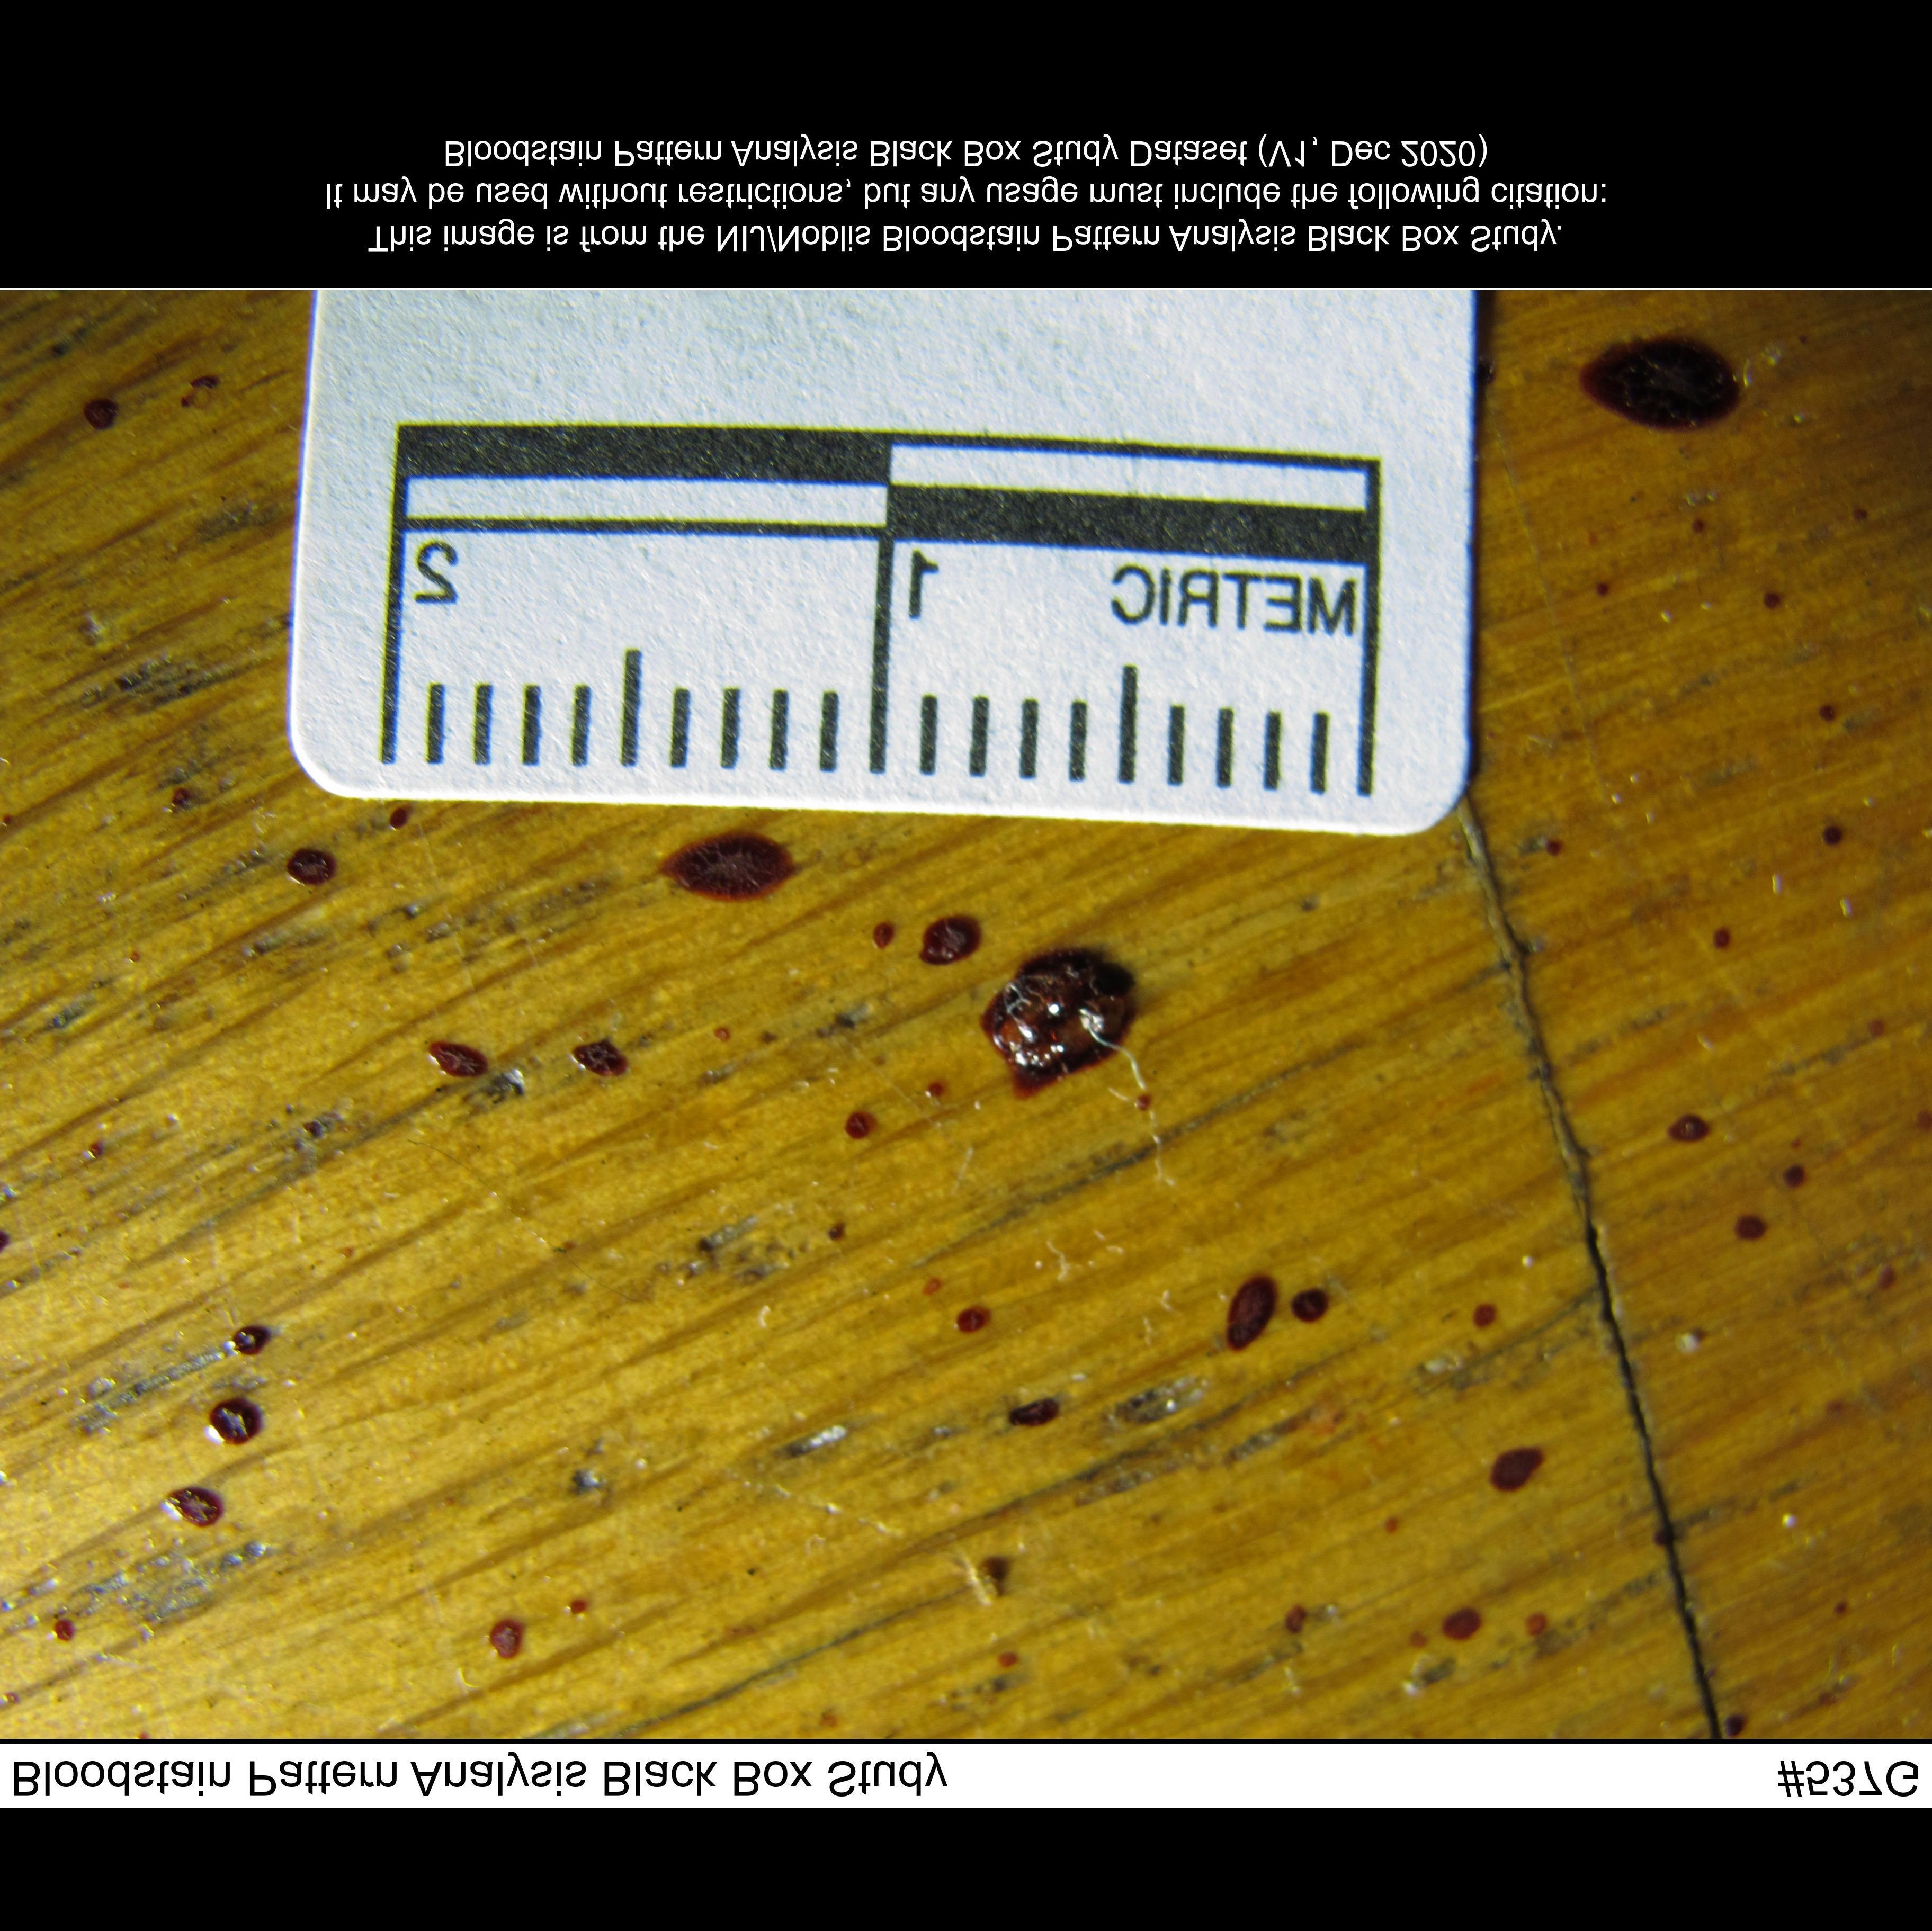 Bloodstain Pattern Analysis Black Box Study #537G
METRIC 1 2
This image is from the NIJ/Noblis Bloodstain Pattern Analysis Black Box Study.
It may be used without restrictions, but any usage must include the following citation:
Bloodstain Pattern Analysis Black Box Study Dataset (V1, Dec 2020)